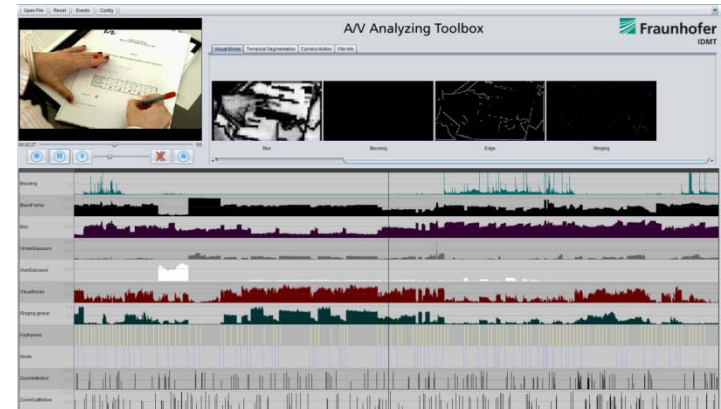 Open File Reset Events Config
A/V Analyzing Toolbox
Fraunhofer
IDMT
Visual Errors Temporal Segmentation Camera Motion File Info
Blur Blocking Edge Ringing
Blocking
BlackFrame
Blur
UnderExposure
OverExposure
Ringing global
Keyframes
Shots
ZoomInMotion
ZoomOutMotion